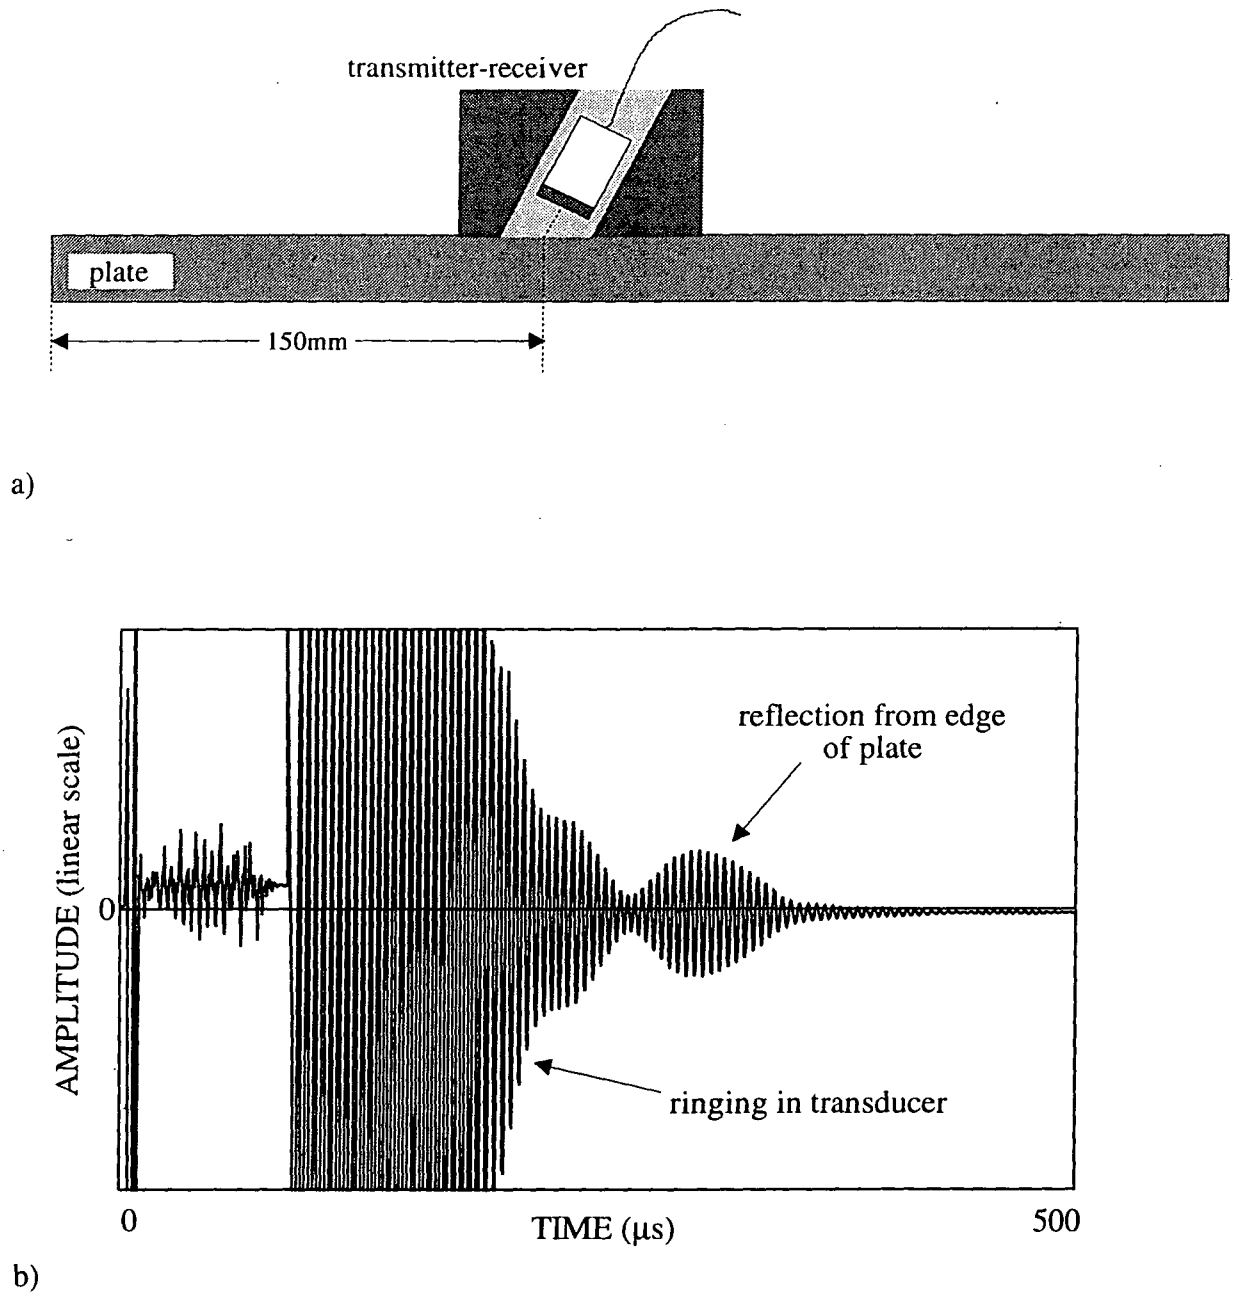 transmitter-receiver
plate
150mm
a)
reflection from edge
of plate
AMPLITUDE (linear scale)
0
ringing in transducer
0
TIME (µs)
500
b)